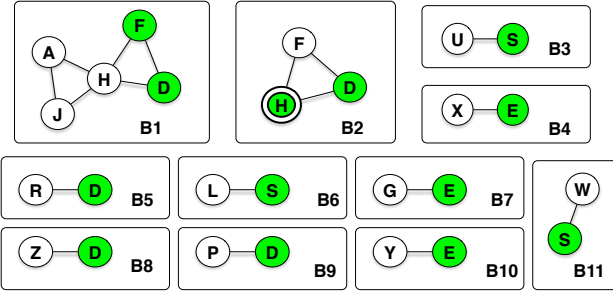 F
A
H
D
J
B1
F
D
H
B2
U S
B3
X E
B4
R D
B5
L S
B6
G E
B7
W
S
B11
Z D
B8
P D
B9
Y E
B10